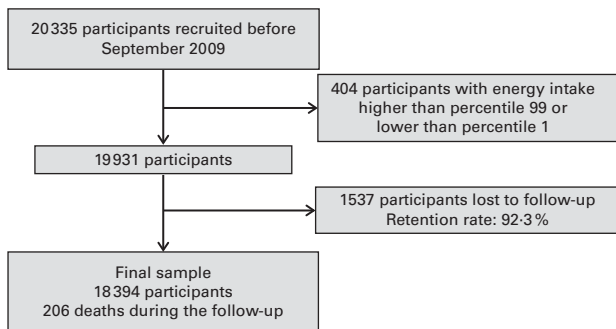 20335 participants recruited before
September 2009
404 participants with energy intake
higher than percentile 99 or
lower than percentile 1
19931 participants
1537 participants lost to follow-up
Retention rate: 92·3 %
Final sample
18394 participants
206 deaths during the follow-up